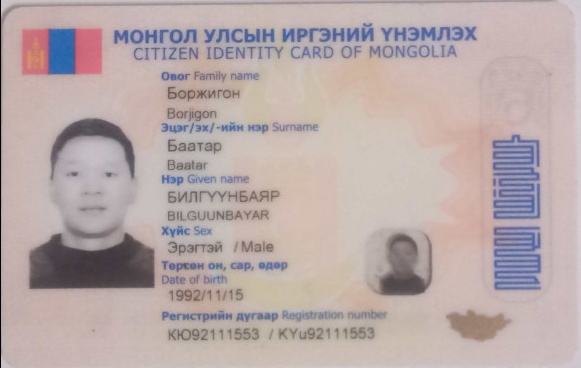 МОНГОЛ УЛСЫН ИРГЭНИЙ ҮНЭМЛЭХ
CITIZEN IDENTITY CARD OF MONGOLIA
Овог Family name
Боржигон
Borjigon
Эцэг/эх/-ийн нэр Surname
Баатар
Baatar
Нэр Given name
БИЛГҮҮНБАЯР
BILGUUNBAYAR
Хүйс Sex
Эрэгтэй / Male
Төрсөн он, сар, өдөр
Date of birth
1992/11/15
Регистрийн дугаар Registration number
КЮ92111553 / KYu92111553